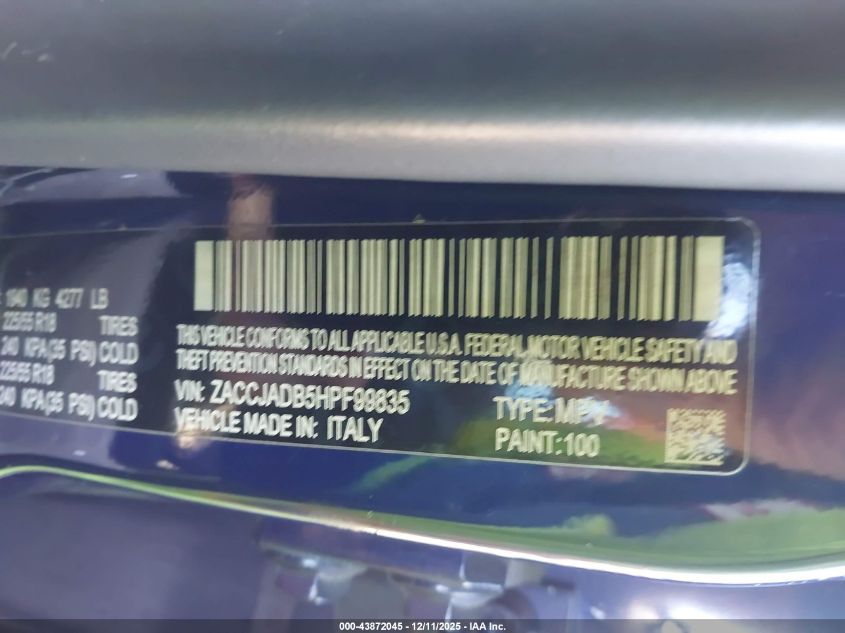 1940 KG 4277 LB
225/55 R18 TIRES
240 KPA(35 PSI) COLD
225/55 R18 TIRES
240 KPA(35 PSI) COLD
THIS VEHICLE CONFORMS TO ALL APPLICABLE U.S.A. FEDERAL MOTOR VEHICLE SAFETY AND
THEFT PREVENTION STANDARDS IN EFFECT ON THE DATE OF MANUFACTURE SHOWN ABOVE
VIN: ZACCJADB5HPF99835
TYPE: MPV
VEHICLE MADE IN: ITALY
PAINT: 100
000-43872045 - 12/11/2025 - IAA Inc.